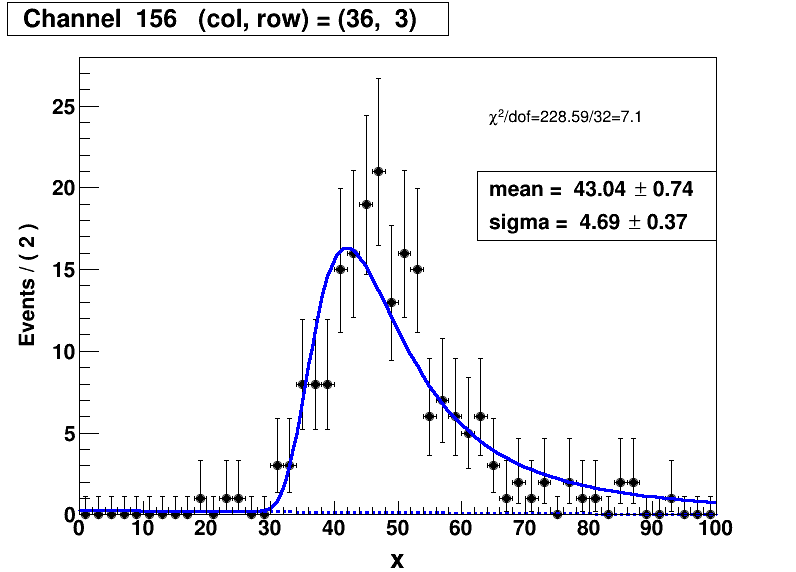 Channel 156 (col, row) = (36, 3)
χ²/dof=228.59/32=7.1
mean = 43.04 ± 0.74
sigma = 4.69 ± 0.37
Events / ( 2 )
25
20
15
10
5
0
0 10 20 30 40 50 60 70 80 90 100
x